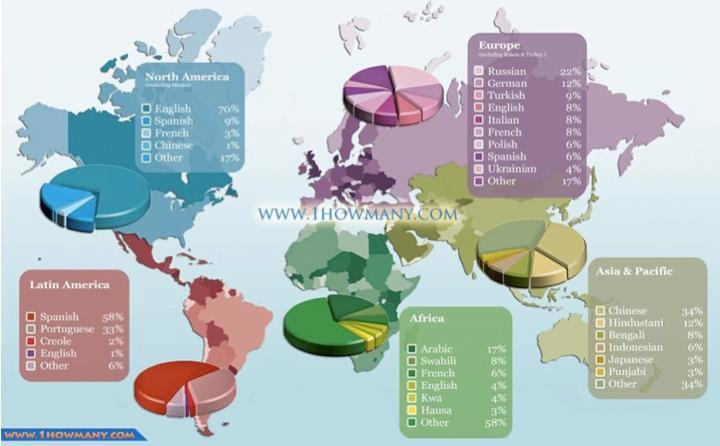 North America
(excluding Mexico)
English 70%
Spanish 9%
French 3%
Chinese 1%
Other 17%
Europe
(including Russia & Turkey )
Russian 22%
German 12%
Turkish 9%
English 8%
Italian 8%
French 8%
Polish 6%
Spanish 6%
Ukrainian 4%
Other 17%
WWW.1HOWMANY.COM
Latin America
Spanish 58%
Portuguese 33%
Creole 2%
English 1%
Other 6%
Africa
Arabic 17%
Swahili 8%
French 6%
English 4%
Kwa 4%
Hausa 3%
Other 58%
Asia & Pacific
Chinese 34%
Hindustani 12%
Bengali 8%
Indonesian 6%
Japanese 3%
Punjabi 3%
Other 34%
WWW.1HOWMANY.COM